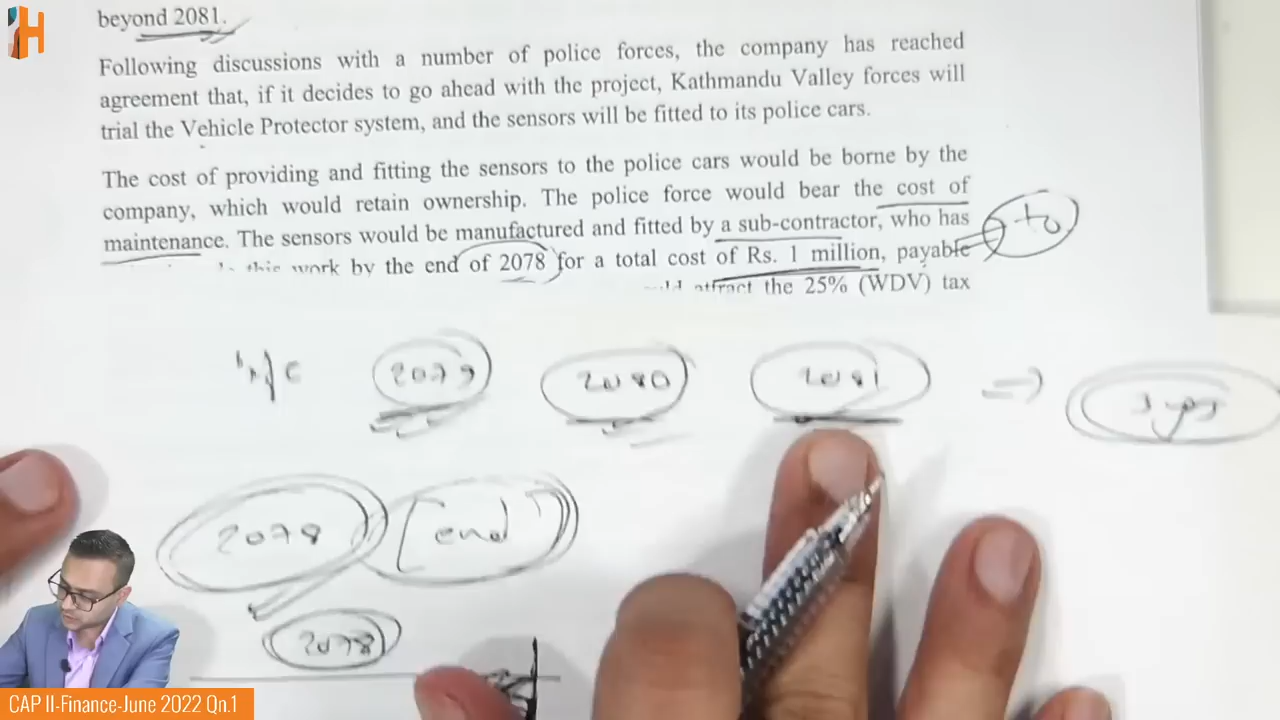 H
beyond 2081.
Following discussions with a number of police forces, the company has reached
agreement that, if it decides to go ahead with the project, Kathmandu Valley forces will
trial the Vehicle Protector system, and the sensors will be fitted to its police cars.
The cost of providing and fitting the sensors to the police cars would be borne by the
company, which would retain ownership. The police force would bear the cost of
maintenance. The sensors would be manufactured and fitted by a sub-contractor, who has
this work by the end of 2078 for a total cost of Rs. 1 million, payable
to
attract the 25% (WDV) tax
2079 2080 2081 => 3 yrs
2078 [end]
2078
CAP II-Finance-June 2022 Qn.1